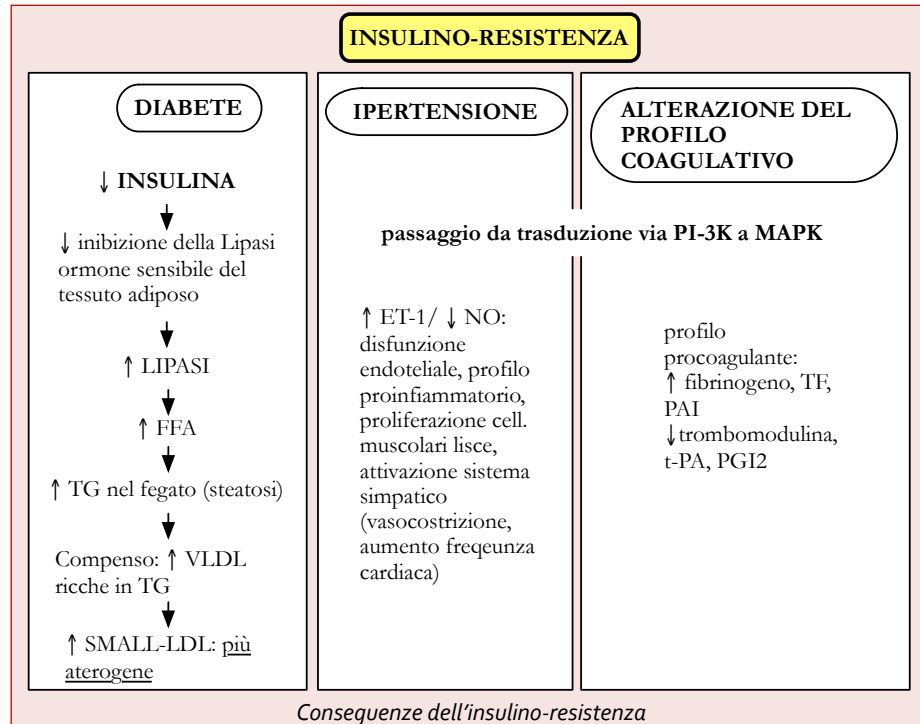 INSULINO-RESISTENZA
DIABETE
↓ INSULINA
↓ inibizione della Lipasi
ormone sensibile del
tessuto adiposo
↑ LIPASI
↑ FFA
↑ TG nel fegato (steatosi)
Compenso: ↑ VLDL
ricche in TG
↑ SMALL-LDL: più
aterogene
IPERTENSIONE
ALTERAZIONE DEL
PROFILO
COAGULATIVO
passaggio da trasduzione via PI-3K a MAPK
↑ ET-1/ ↓ NO:
disfunzione
endoteliale, profilo
proinfiammatorio,
proliferazione cell.
muscolari lisce,
attivazione sistema
simpatico
(vasocostrizione,
aumento freqeunza
cardiaca)
profilo
procoagulante:
↑ fibrinogeno, TF,
PAI
↓trombomodulina,
t-PA, PGI2
Conseguenze dell'insulino-resistenza